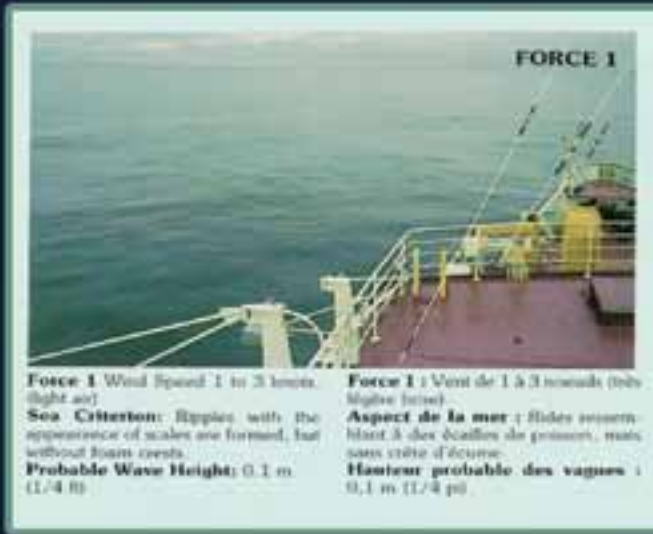 FORCE 1
Force 1 Wind Speed 1 to 3 knots.
(light air)
Sea Criterion: Ripples with the
appearance of scales are formed, but
without foam crests.
Probable Wave Height: 0.1 m
(1/4 ft)
Force 1 : Vent de 1 à 3 noeuds (très
légère brise)
Aspect de la mer : Rides ressem-
blant à des écailles de poisson, mais
sans crête d'écume.
Hauteur probable des vagues :
0,1 m (1/4 pi)